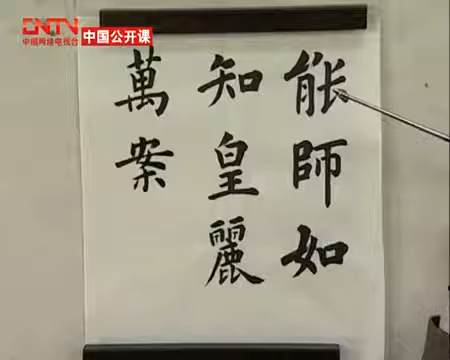 CNTV
中国网络电视台
中国公开课
能師如
知皇麗
萬案